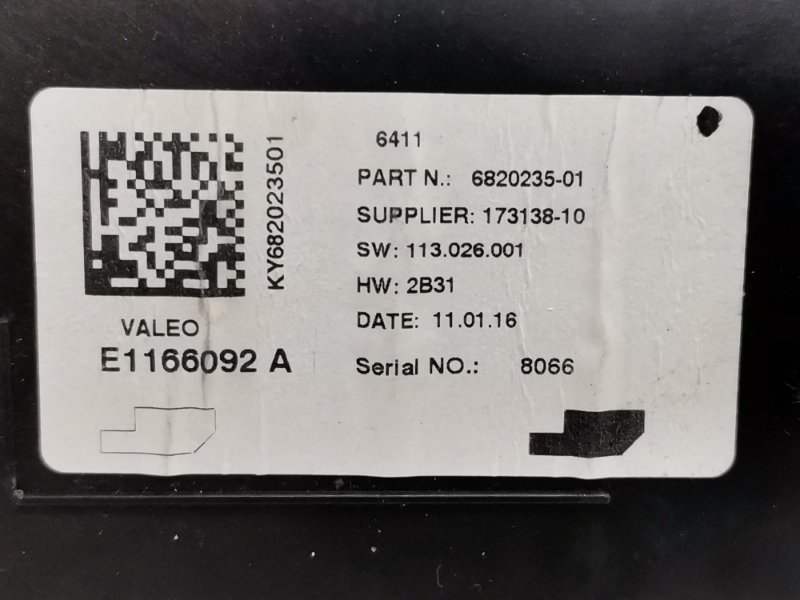 6411
KY682023501
PART N.: 6820235-01
SUPPLIER: 173138-10
SW: 113.026.001
HW: 2B31
DATE: 11.01.16
VALEO
E1166092 A
Serial NO.: 8066